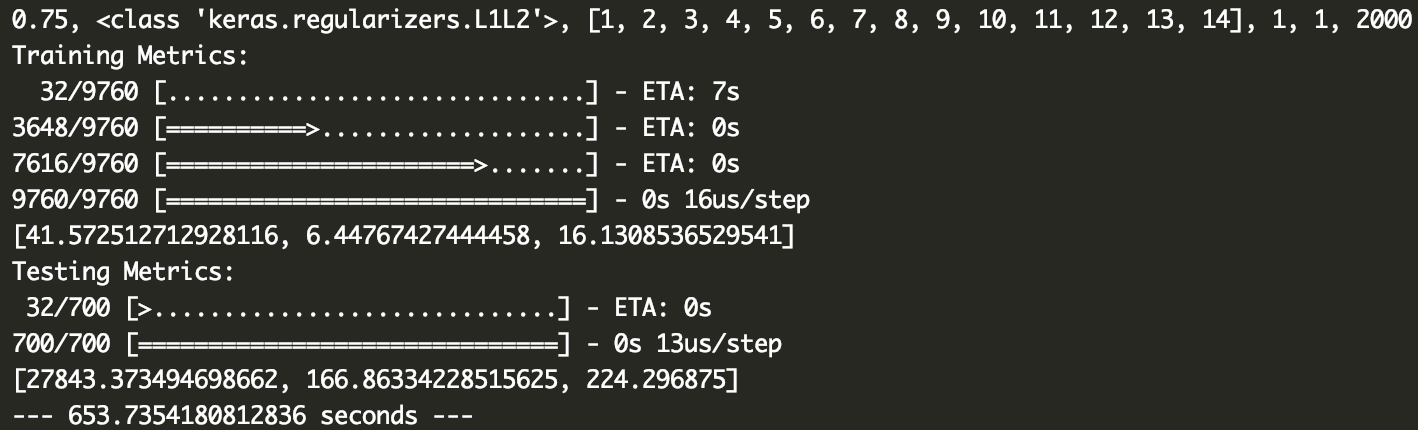 0.75, <class 'keras.regularizers.L1L2'>, [1, 2, 3, 4, 5, 6, 7, 8, 9, 10, 11, 12, 13, 14], 1, 1, 2000
Training Metrics:
  32/9760 [..............................] - ETA: 7s
3648/9760 [==========>...................] - ETA: 0s
7616/9760 [======================>.......] - ETA: 0s
9760/9760 [==============================] - 0s 16us/step
[41.572512712928116, 6.44767427444458, 16.1308536529541]
Testing Metrics:
 32/700 [>.............................] - ETA: 0s
700/700 [==============================] - 0s 13us/step
[27843.373494698662, 166.86334228515625, 224.296875]
--- 653.7354180812836 seconds ---